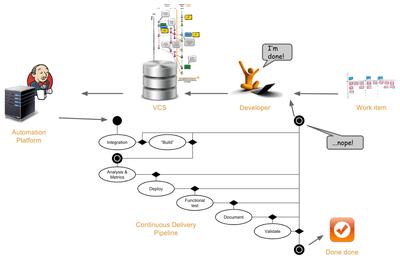 I'm
done!
VCS
Developer
Work item
Automation
Platform
Integration
"Build"
...nope!
Analysis &
Metrics
Deploy
Functional
test
Continuous Delivery
Pipeline
Document
Validate
Done done